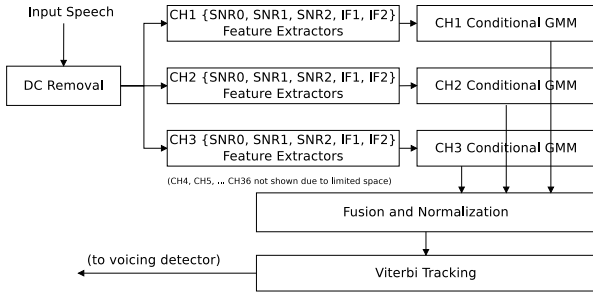 Input Speech
DC Removal
CH1 {SNR0, SNR1, SNR2, IF1, IF2}
Feature Extractors
CH1 Conditional GMM
CH2 {SNR0, SNR1, SNR2, IF1, IF2}
Feature Extractors
CH2 Conditional GMM
CH3 {SNR0, SNR1, SNR2, IF1, IF2}
Feature Extractors
CH3 Conditional GMM
(CH4, CH5, ... CH36 not shown due to limited space)
Fusion and Normalization
(to voicing detector)
Viterbi Tracking